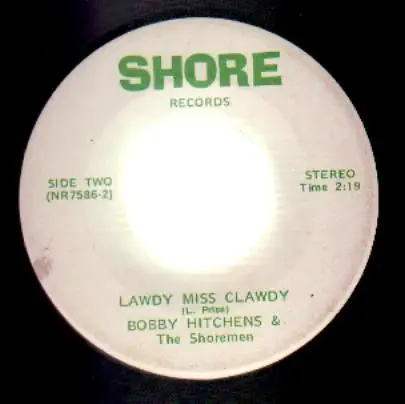 SHORE
RECORDS
SIDE TWO
(NR7586-2)
STEREO
Time 2:19
LAWDY MISS CLAWDY
(L. Price)
BOBBY HITCHENS &
The Shoremen